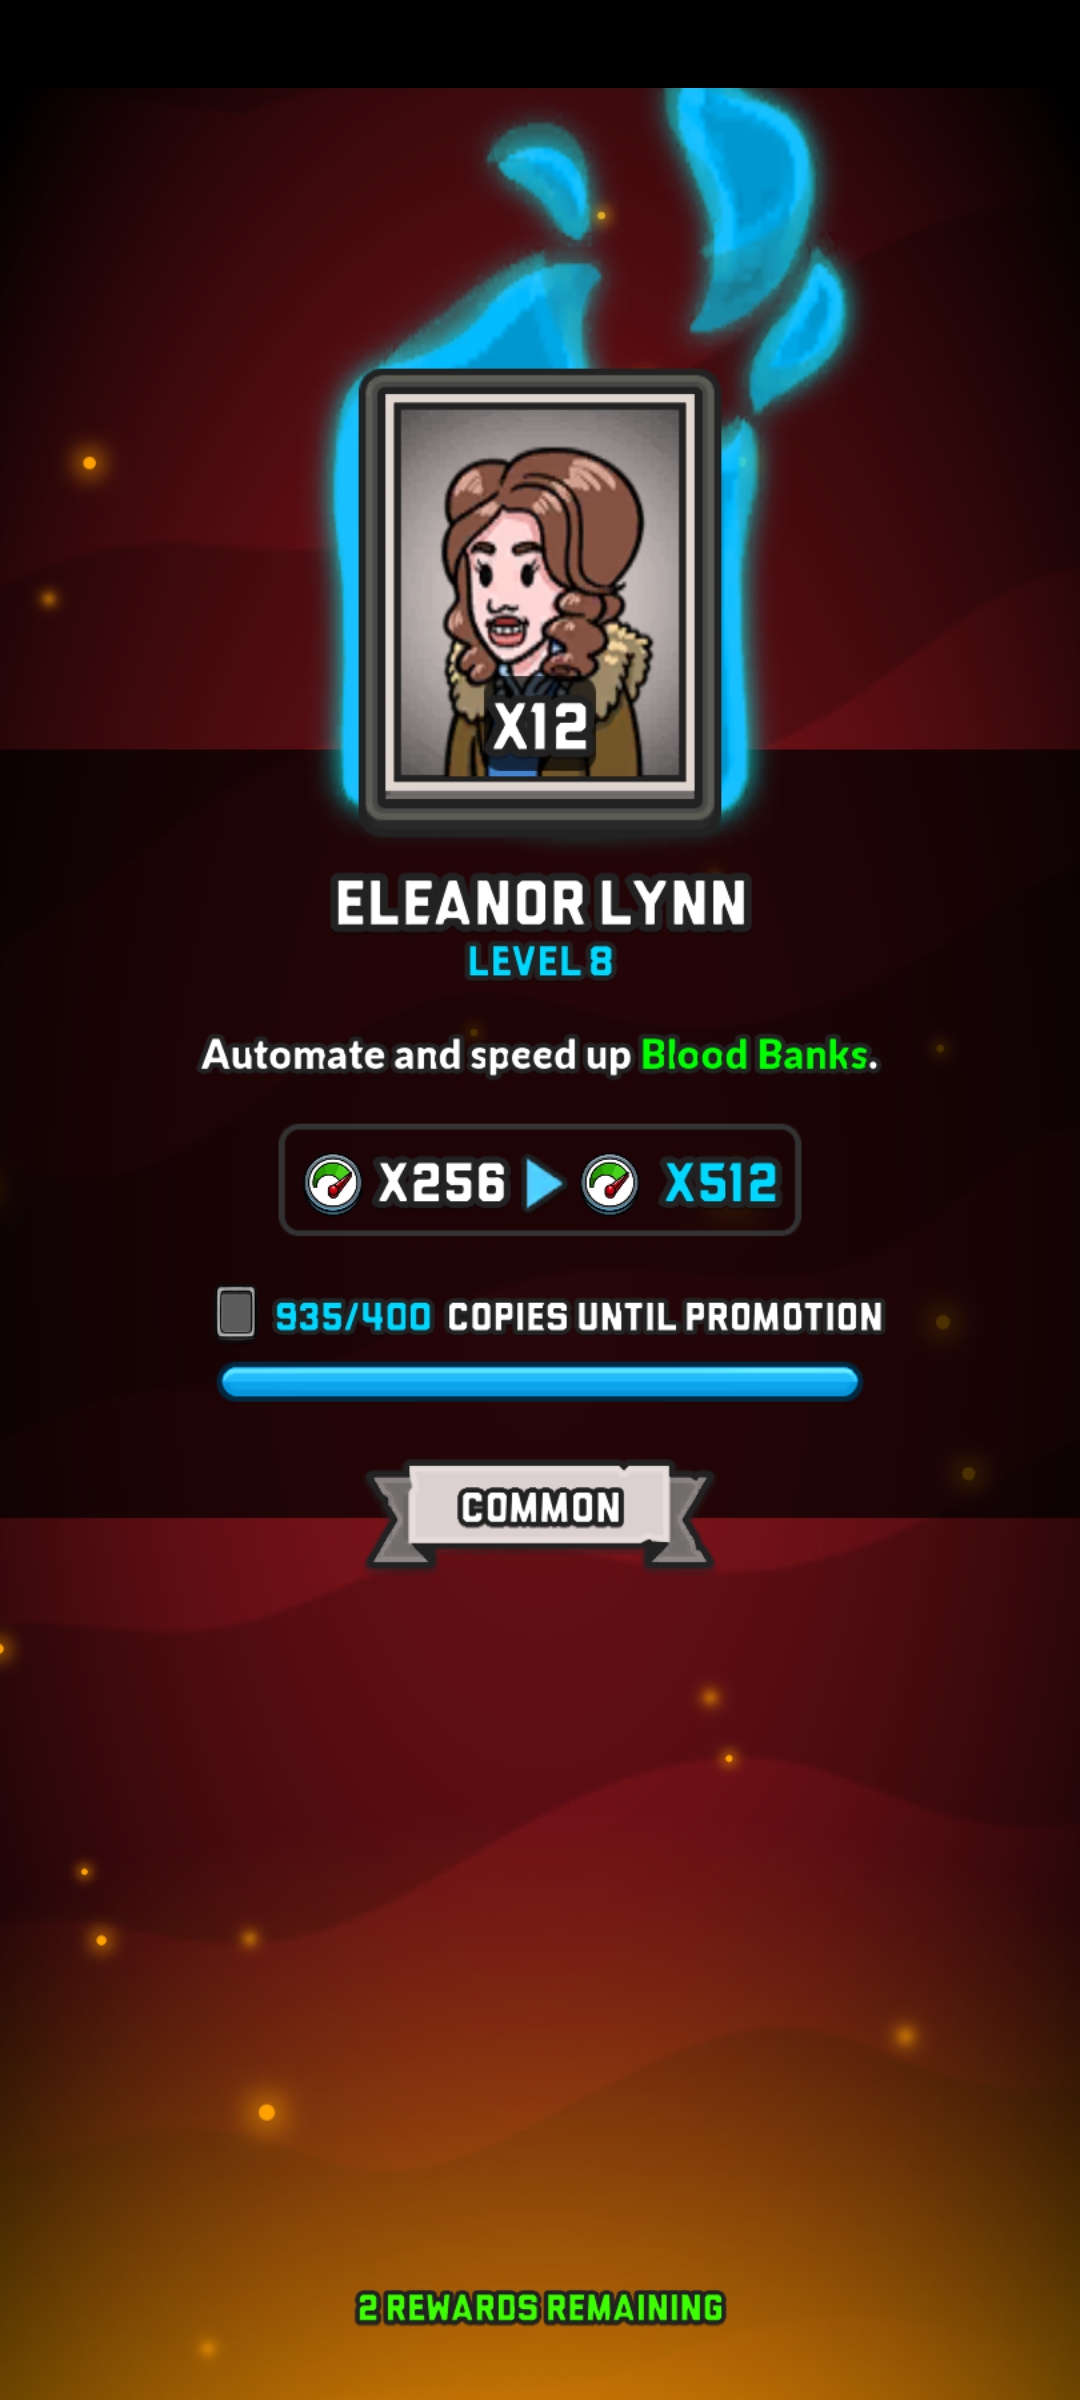 X12
ELEANOR LYNN
LEVEL 8
Automate and speed up Blood Banks.
X256 X512
935/400 COPIES UNTIL PROMOTION
COMMON
2 REWARDS REMAINING